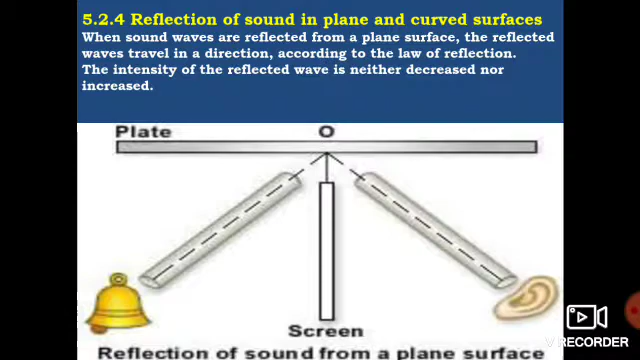 5.2.4 Reflection of sound in plane and curved surfaces
When sound waves are reflected from a plane surface, the reflected
waves travel in a direction, according to the law of reflection.
The intensity of the reflected wave is neither decreased nor
increased.
Plate O
Screen
V RECORDER
Reflection of sound from a plane surface